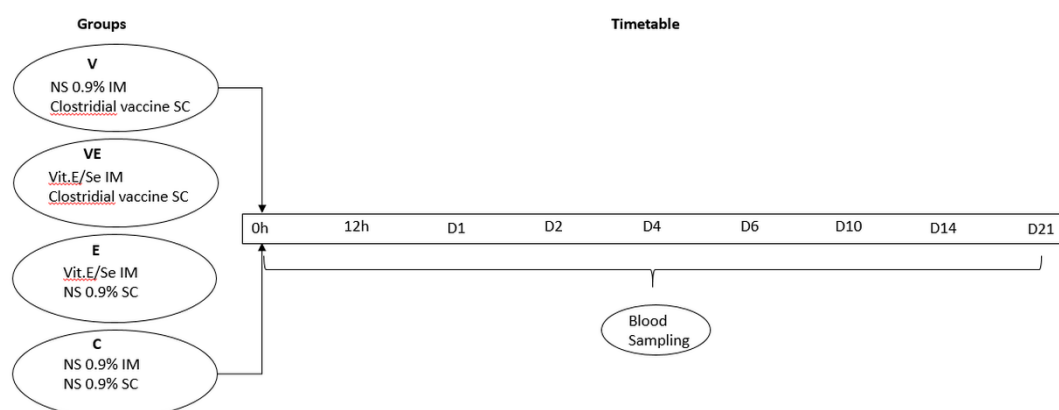 Groups
Timetable
V
NS 0.9% IM
Clostridial vaccine SC
VE
Vit.E/Se IM
Clostridial vaccine SC
E
Vit.E/Se IM
NS 0.9% SC
C
NS 0.9% IM
NS 0.9% SC
0h 12h D1 D2 D4 D6 D10 D14 D21
Blood
Sampling